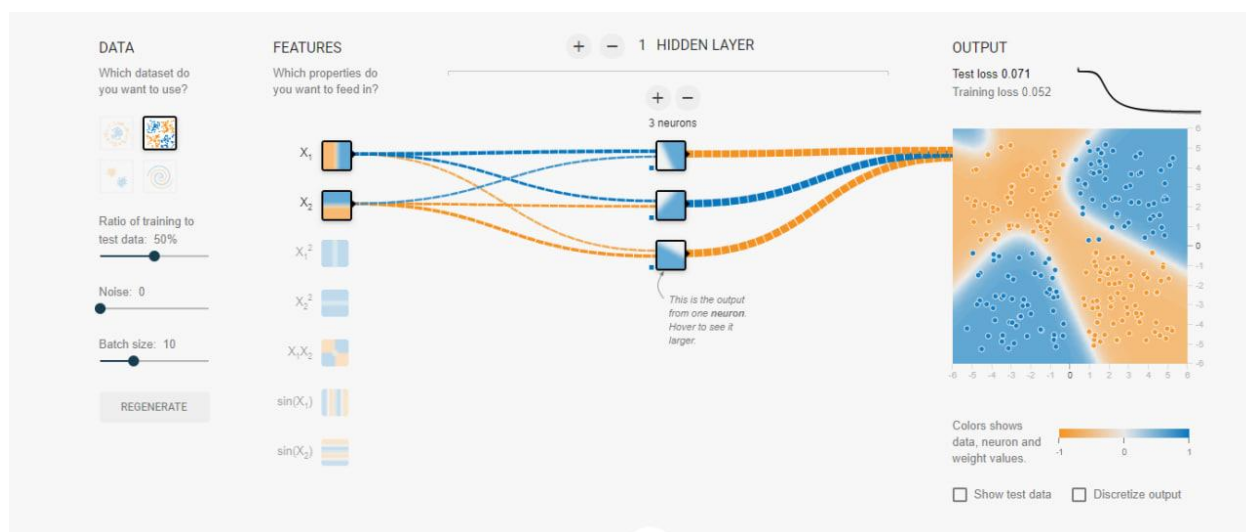 DATA
Which dataset do
you want to use?
Ratio of training to
test data: 50%
Noise: 0
Batch size: 10
REGENERATE
FEATURES
Which properties do
you want to feed in?
X₁
X₂
X₁²
X₂²
X₁X₂
sin(X₁)
sin(X₂)
+ − 1 HIDDEN LAYER
+ −
3 neurons
This is the output
from one neuron.
Hover to see it
larger.
OUTPUT
Test loss 0.071
Training loss 0.052
6
5
4
3
2
1
0
-1
-2
-3
-4
-5
-6
-6 -5 -4 -3 -2 -1 0 1 2 3 4 5 6
Colors shows
data, neuron and
weight values.
-1 0 1
Show test data Discretize output